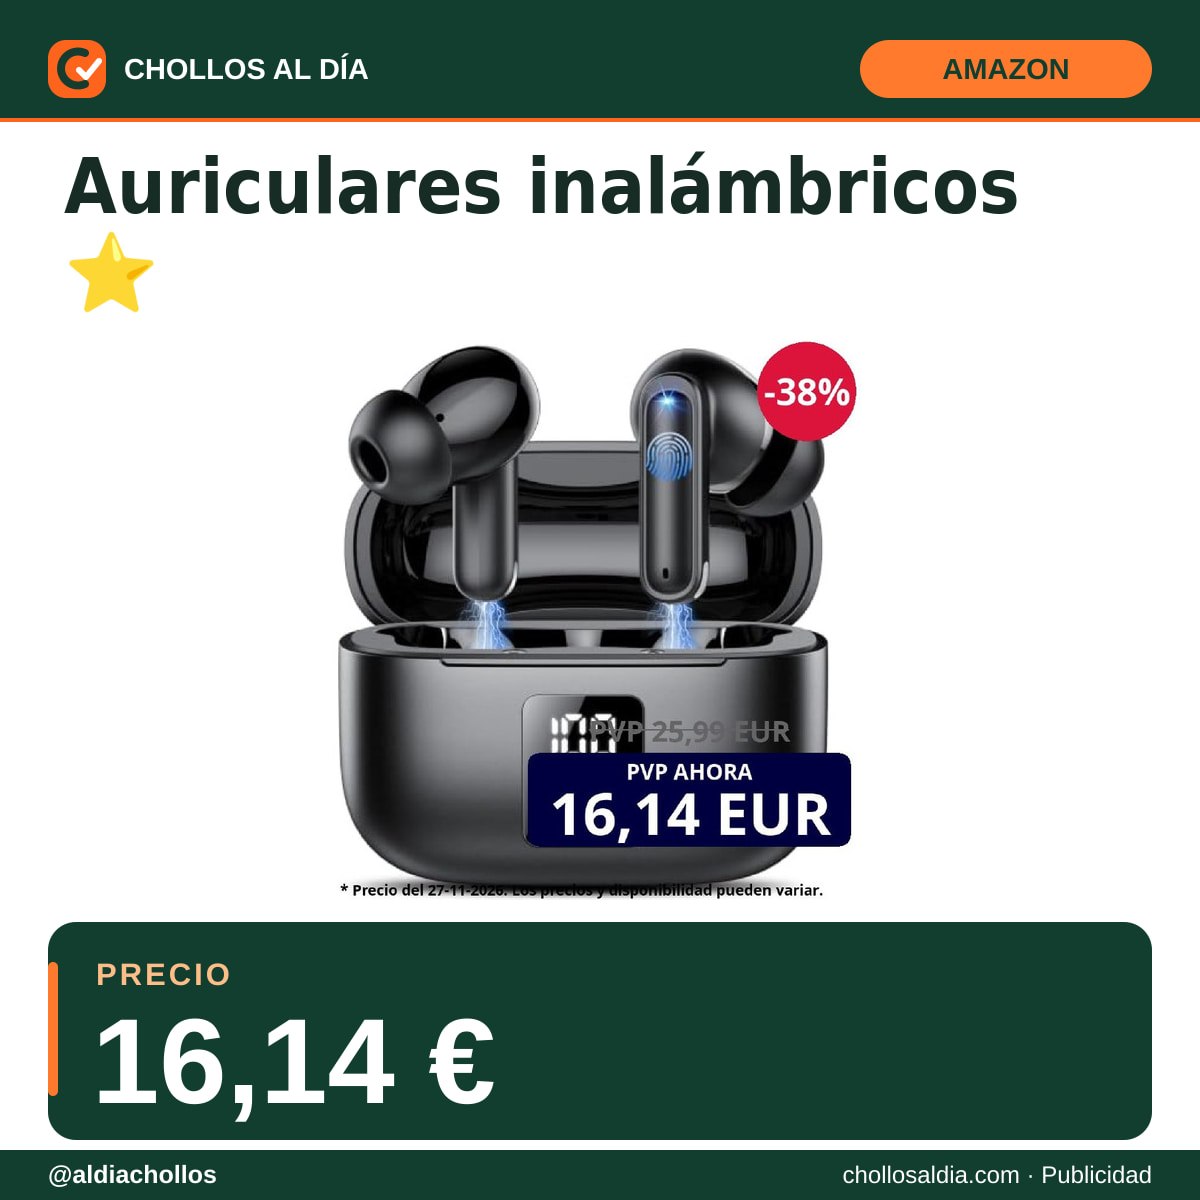 CHOLLOS AL DÍA
AMAZON
Auriculares inalámbricos
-38%
100
PVP 25,99 EUR
PVP AHORA
16,14 EUR
* Precio del 27-11-2026. Los precios y disponibilidad pueden variar.
PRECIO
16,14 €
@aldiachollos
chollosaldia.com · Publicidad